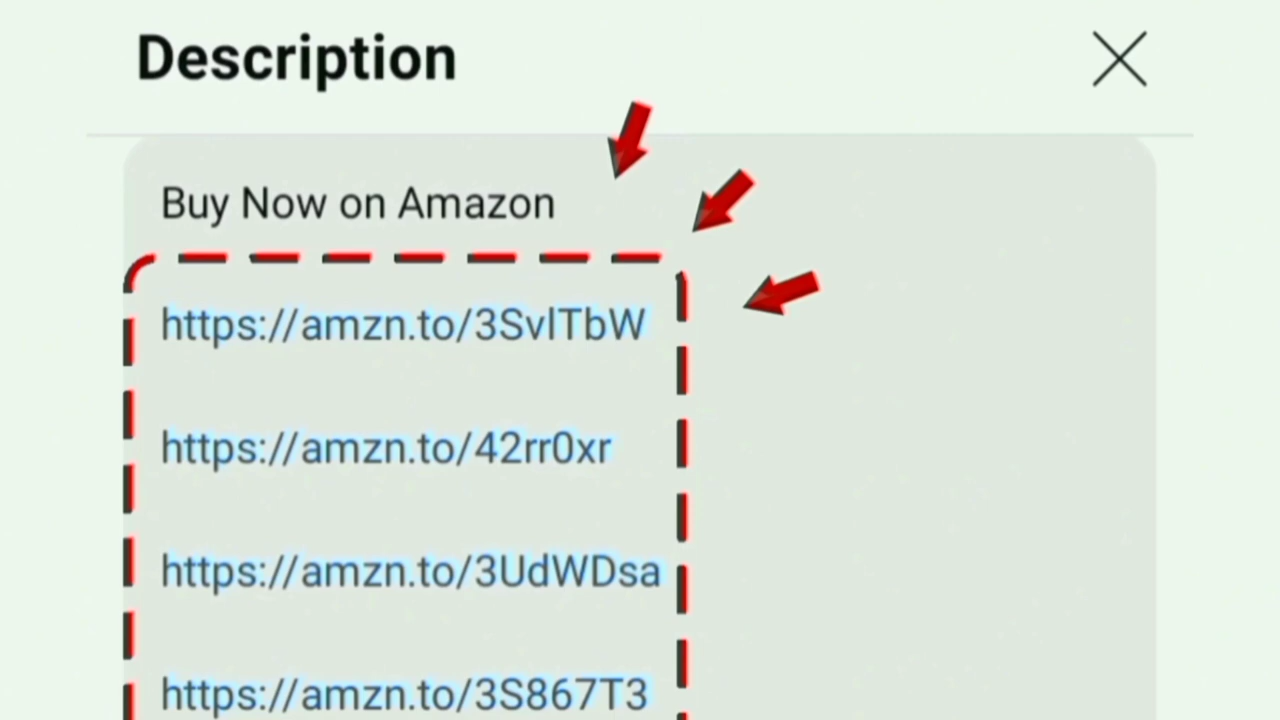 Description
Buy Now on Amazon
https://amzn.to/3SvlTbW
https://amzn.to/42rr0xr
https://amzn.to/3UdWDsa
https://amzn.to/3S867T3